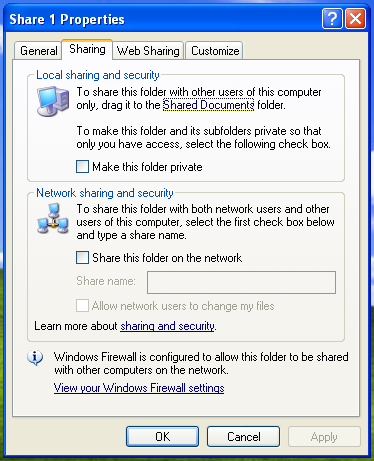 Share 1 Properties
General
Sharing
Web Sharing
Customize
Local sharing and security
To share this folder with other users of this computer
only, drag it to the Shared Documents folder.
To make this folder and its subfolders private so that
only you have access, select the following check box.
Make this folder private
Network sharing and security
To share this folder with both network users and other
users of this computer, select the first check box below
and type a share name.
Share this folder on the network
Share name:
Allow network users to change my files
Learn more about sharing and security.
Windows Firewall is configured to allow this folder to be shared
with other computers on the network.
View your Windows Firewall settings
OK
Cancel
Apply